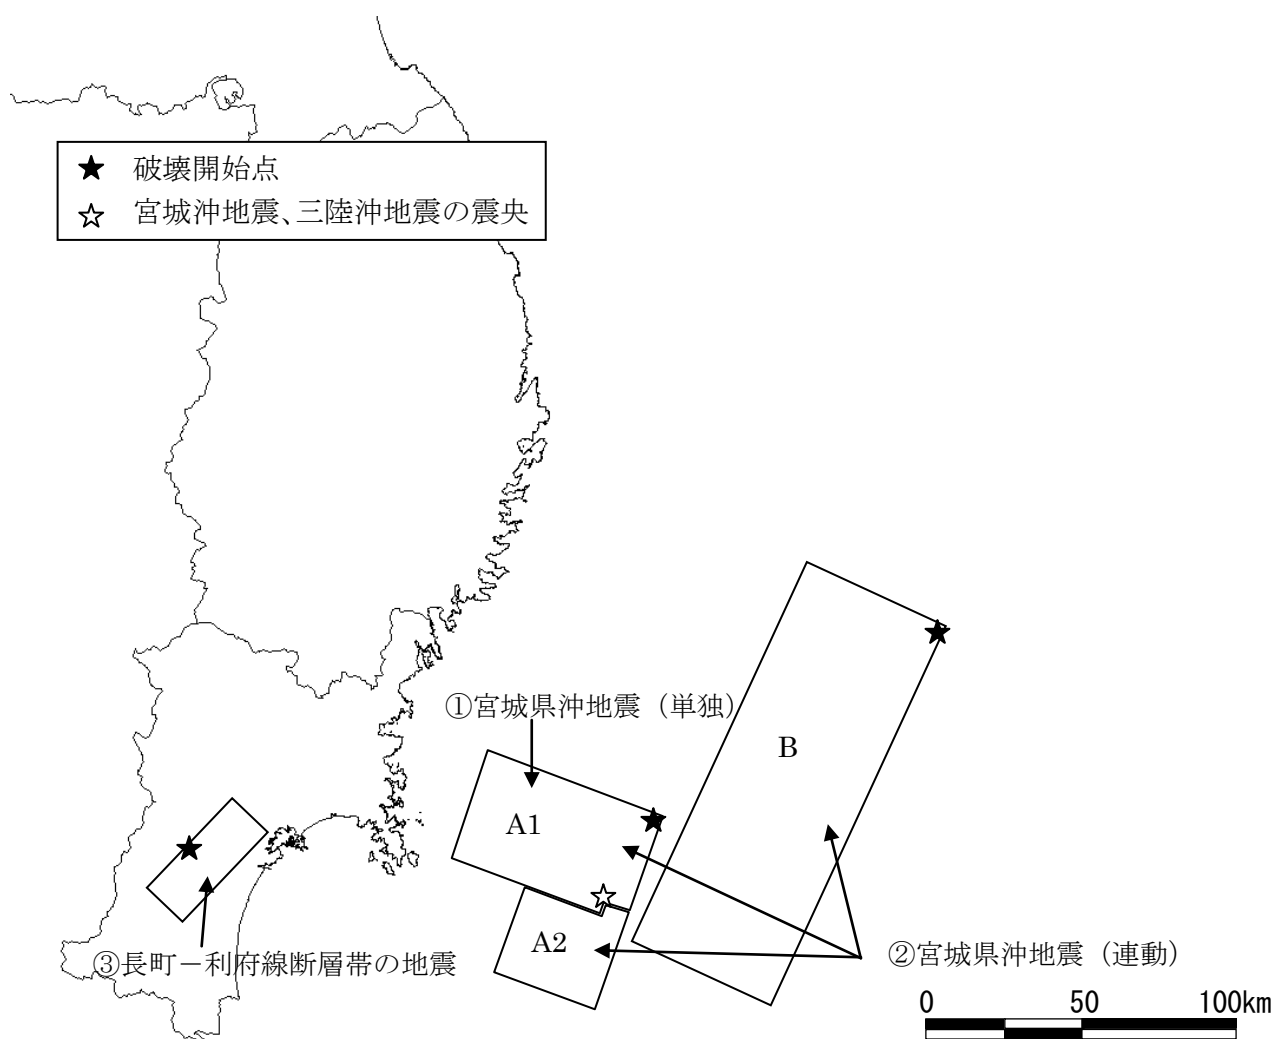 ★ 破壊開始点
☆ 宮城沖地震、三陸沖地震の震央
①宮城県沖地震（単独）
B
A1
A2
③長町－利府線断層帯の地震
②宮城県沖地震（連動）
0 50 100km